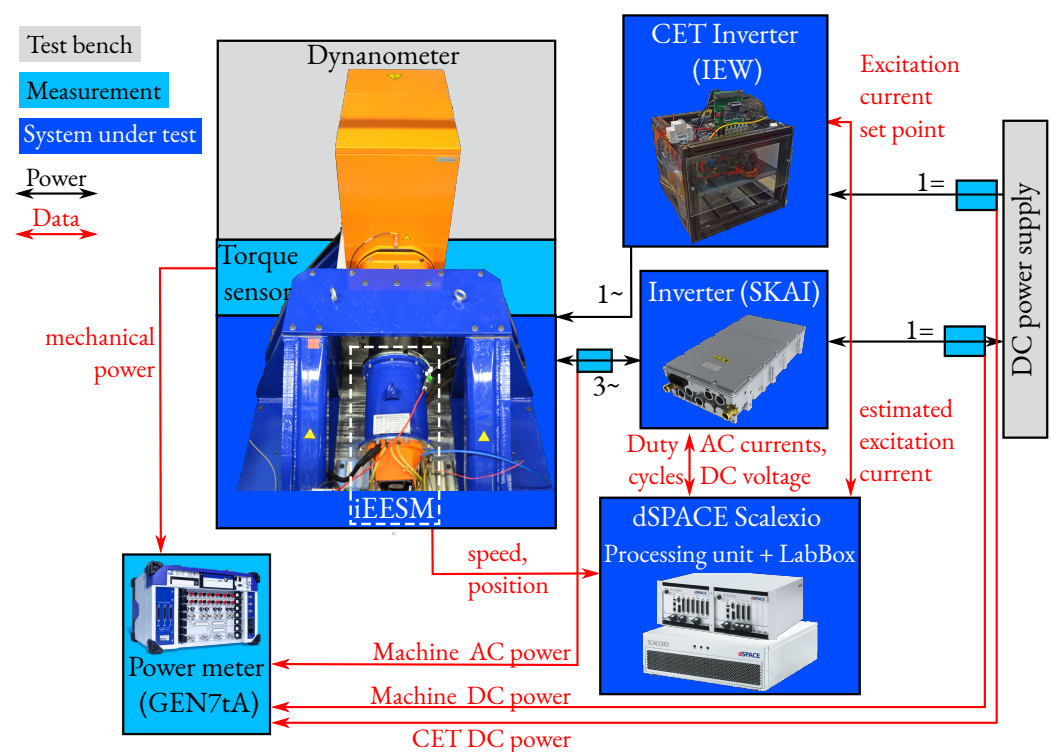 Test bench
Measurement
System under test
Power
Data
Dynanometer
Torque
sensor
iEESM
CET Inverter
(IEW)
Excitation
current
set point
1=
DC power supply
1~
Inverter (SKAI)
1=
3~
mechanical
power
estimated
excitation
current
Duty
cycles
AC currents,
DC voltage
dSPACE Scalexio
Processing unit + LabBox
SCALEXIO
dSPACE
speed,
position
Power meter
(GEN7tA)
Machine AC power
Machine DC power
CET DC power